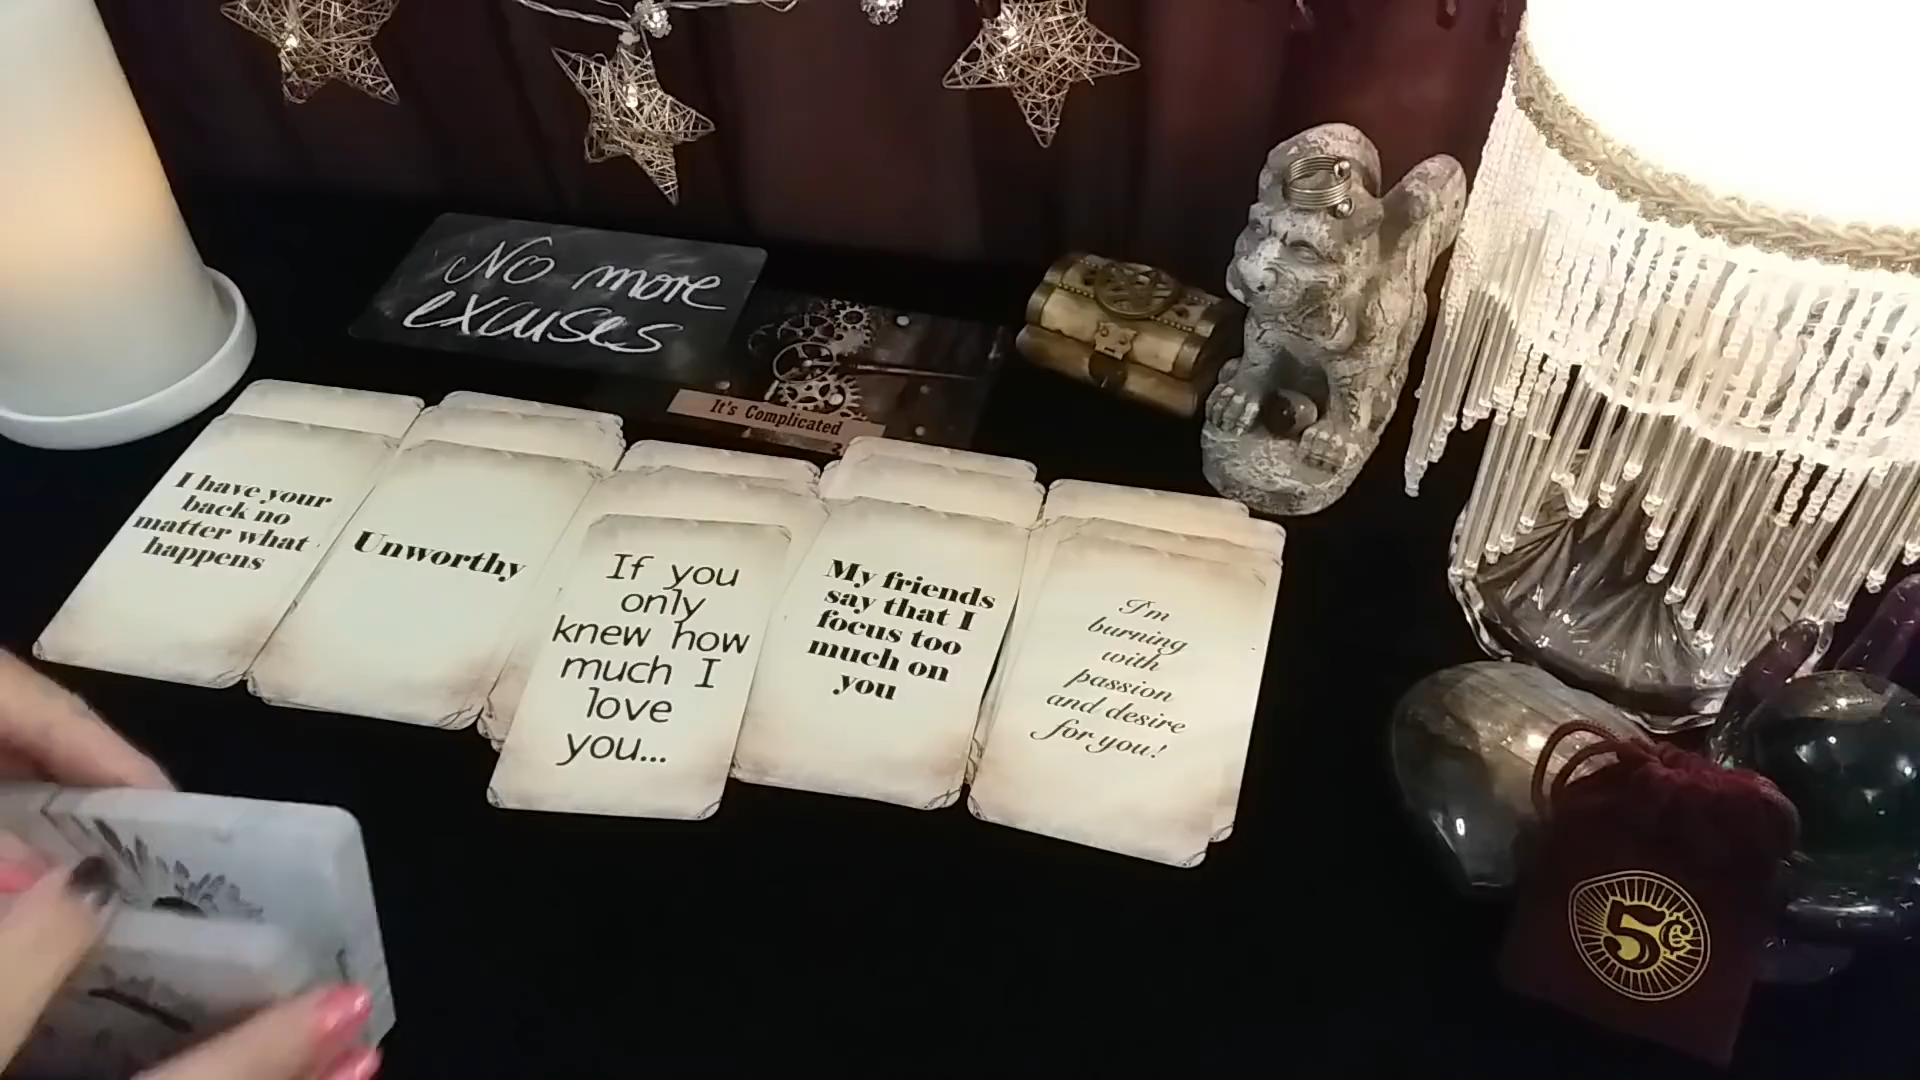 No more
excuses
It's Complicated
I have your
back no
matter what
happens
Unworthy
If you
only
knew how
much I
love
you...
My friends
say that I
focus too
much on
you
I'm
burning
with
passion
and desire
for you!
5¢